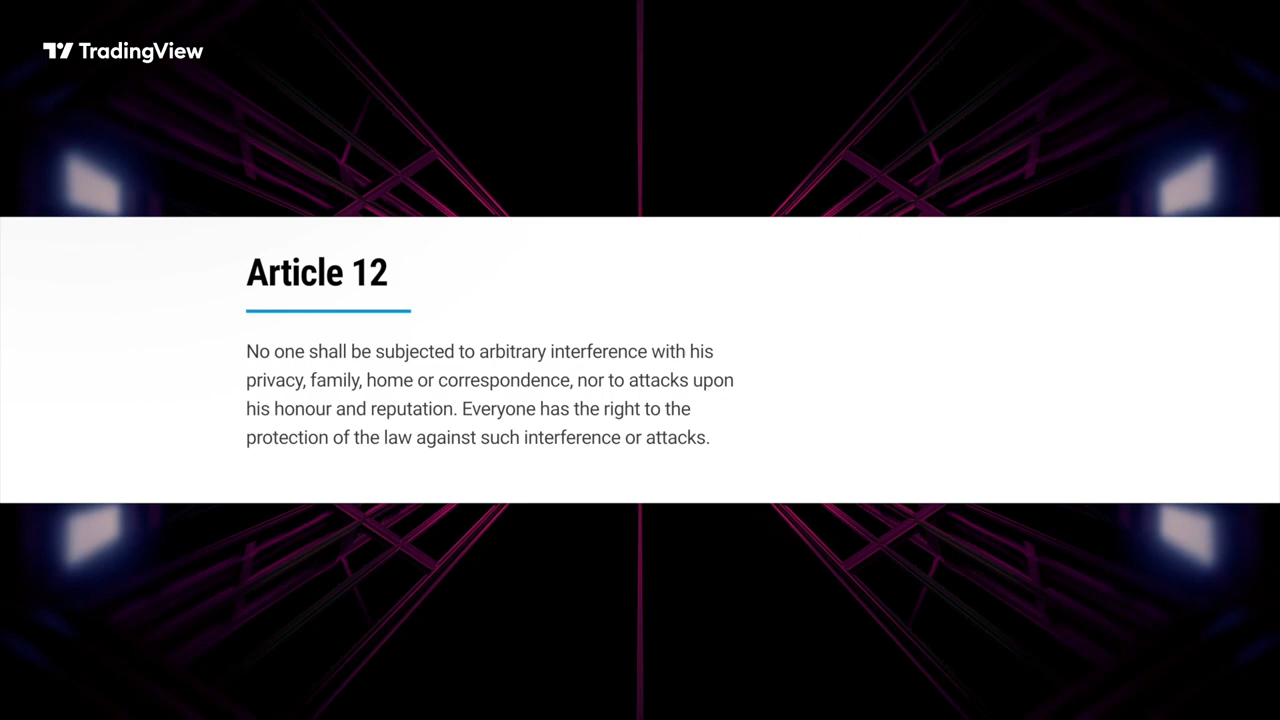 TradingView
Article 12
No one shall be subjected to arbitrary interference with his
privacy, family, home or correspondence, nor to attacks upon
his honour and reputation. Everyone has the right to the
protection of the law against such interference or attacks.